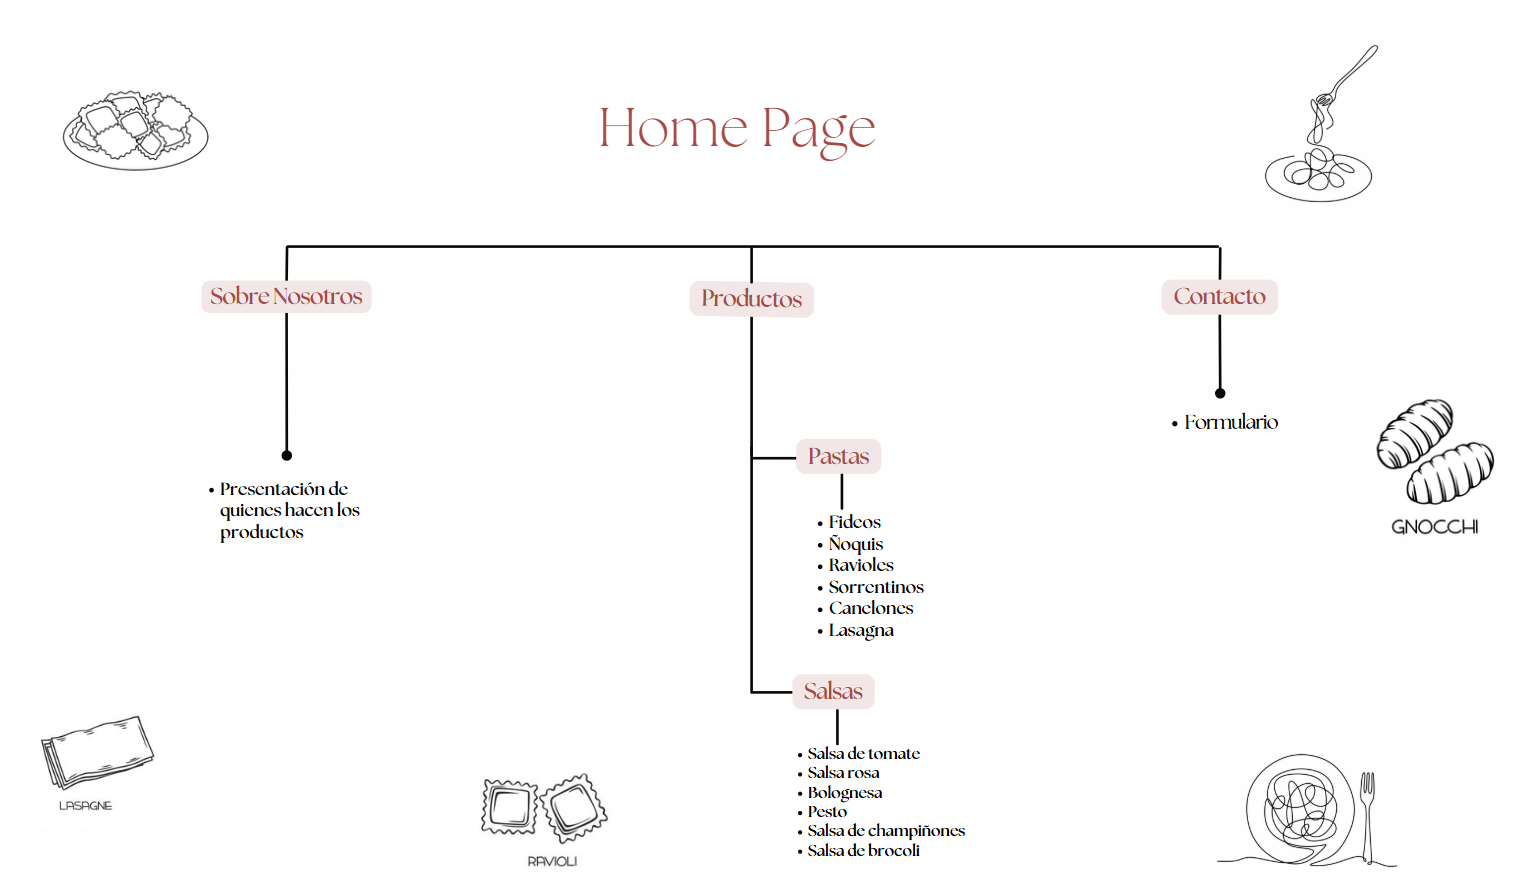 Home Page
Sobre Nosotros
Productos
Contacto
• Presentación de
quienes hacen los
productos
Pastas
• Fideos
• Ñoquis
• Ravioles
• Sorrentinos
• Canelones
• Lasagna
Salsas
• Salsa de tomate
• Salsa rosa
• Bolognesa
• Pesto
• Salsa de champiñones
• Salsa de brocoli
• Formulario
GNOCCHI
LASAGNE
RAVIOLI